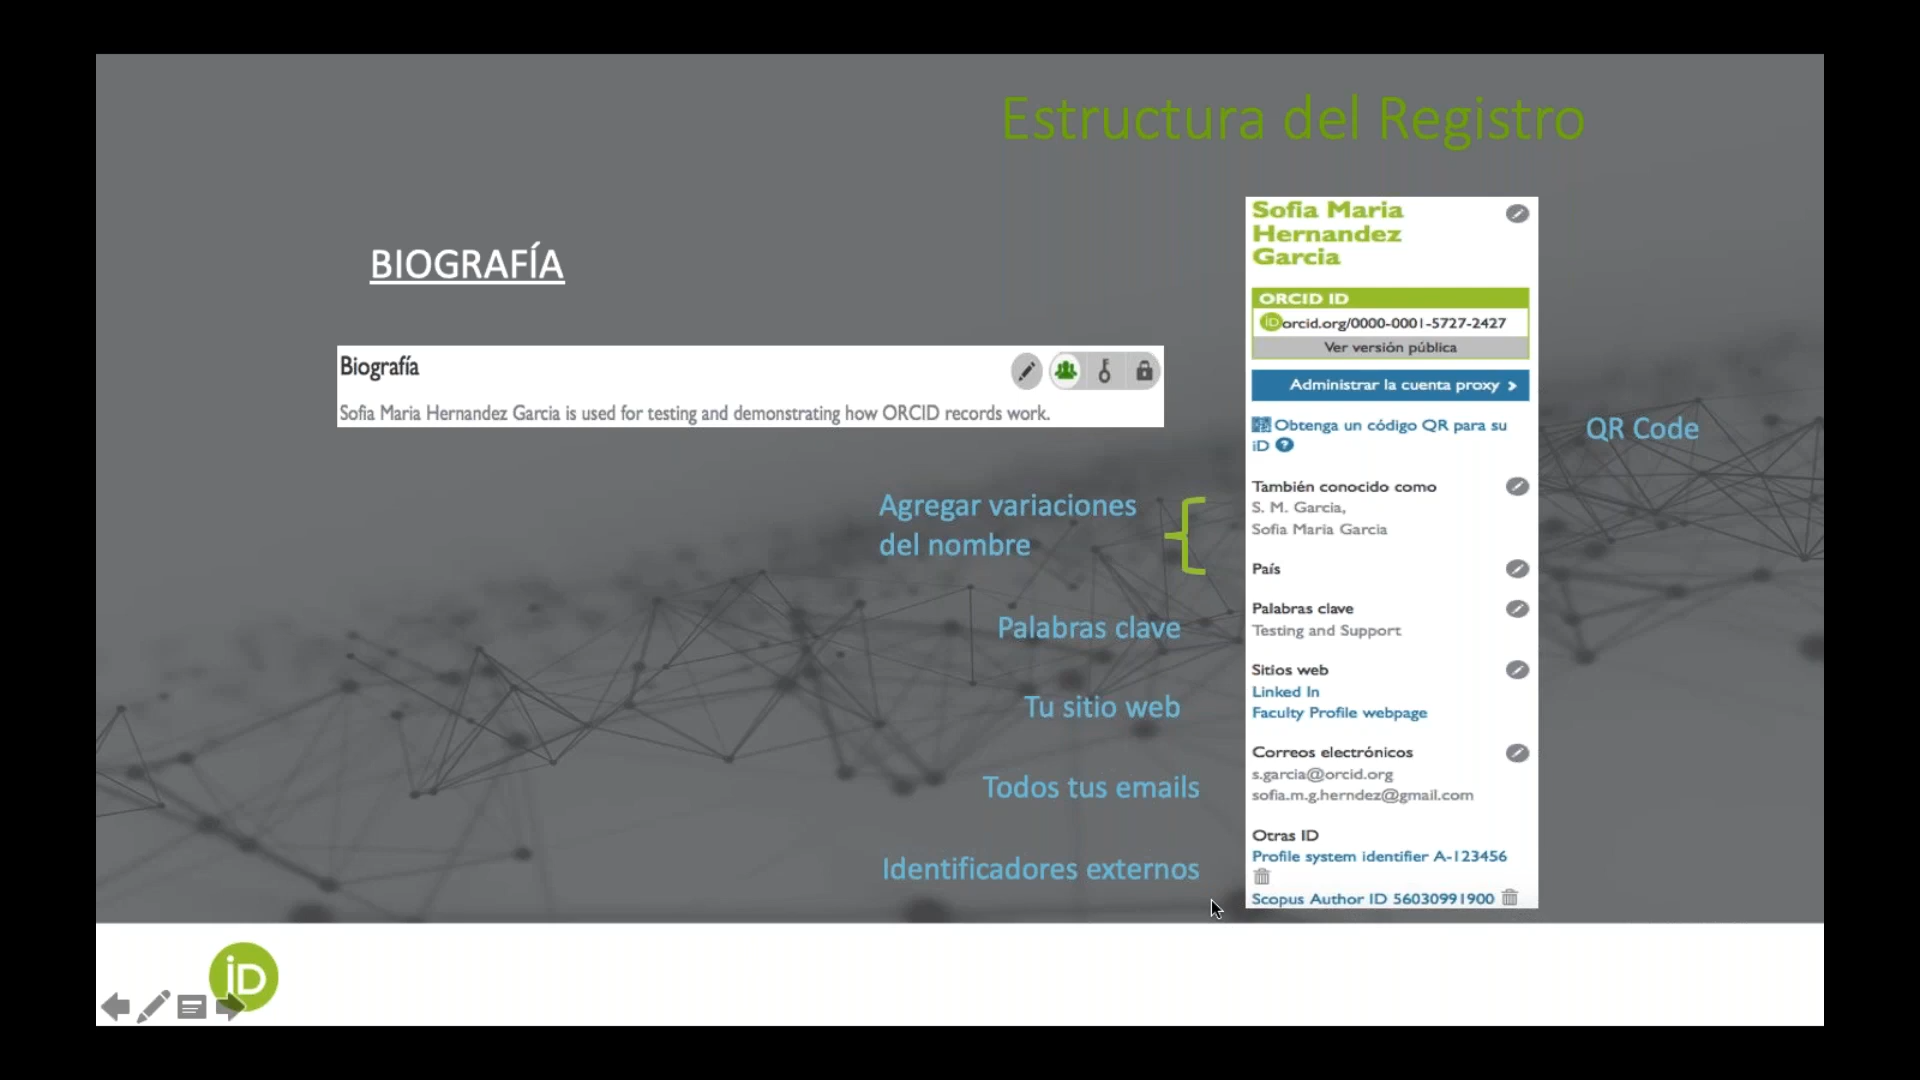 Estructura del Registro
BIOGRAFÍA
Biografía
Sofia Maria Hernandez Garcia is used for testing and demonstrating how ORCID records work.
Agregar variaciones
del nombre
Palabras clave
Tu sitio web
Todos tus emails
Identificadores externos
Sofia Maria
Hernandez
Garcia
ORCID ID
iD orcid.org/0000-0001-5727-2427
Ver versión pública
Administrar la cuenta proxy >
Obtenga un código QR para su
iD ?
También conocido como
S. M. Garcia,
Sofia Maria Garcia
País
Palabras clave
Testing and Support
Sitios web
Linked In
Faculty Profile webpage
Correos electrónicos
s.garcia@orcid.org
sofia.m.g.herndez@gmail.com
Otras ID
Profile system identifier A-123456
Scopus Author ID 56030991900
QR Code
iD